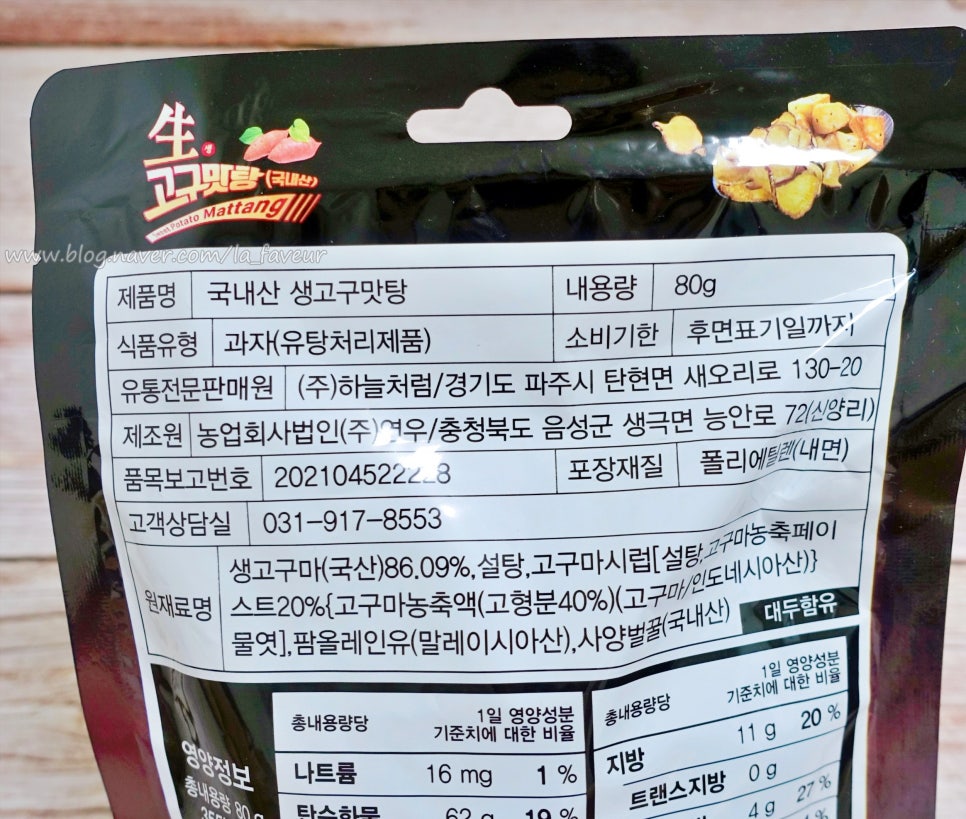 生
생
고구맛탕 (국내산)
Sweet Potato Mattang
www.blog.naver.com/la_faveur
제품명 국내산 생고구맛탕 내용량 80g
식품유형 과자(유탕처리제품) 소비기한 후면표기일까지
유통전문판매원 (주)하늘처럼/경기도 파주시 탄현면 새오리로 130-20
제조원 농업회사법인(주)영우/충청북도 음성군 생극면 능안로 72(신양리)
품목보고번호 포장재질 폴리에틸렌(내면)
고객상담실 031-917-8553
원재료명 생고구마(국산)86.09%,설탕,고구마시럽[설탕,고구마농축페이
스트20%{고구마농축액(고형분40%)(고구마/인도네시아산)}
물엿],팜올레인유(말레이시아산),사양벌꿀(국내산)
대두함유
영양정보
총내용량 80 g
총내용량당 1일 영양성분
기준치에 대한 비율
나트륨 16 mg 1 %
탄수화물 62 g 19 %
총내용량당 1일 영양성분
기준치에 대한 비율
지방 11 g 20 %
트랜스지방 0 g
4 g 27 %